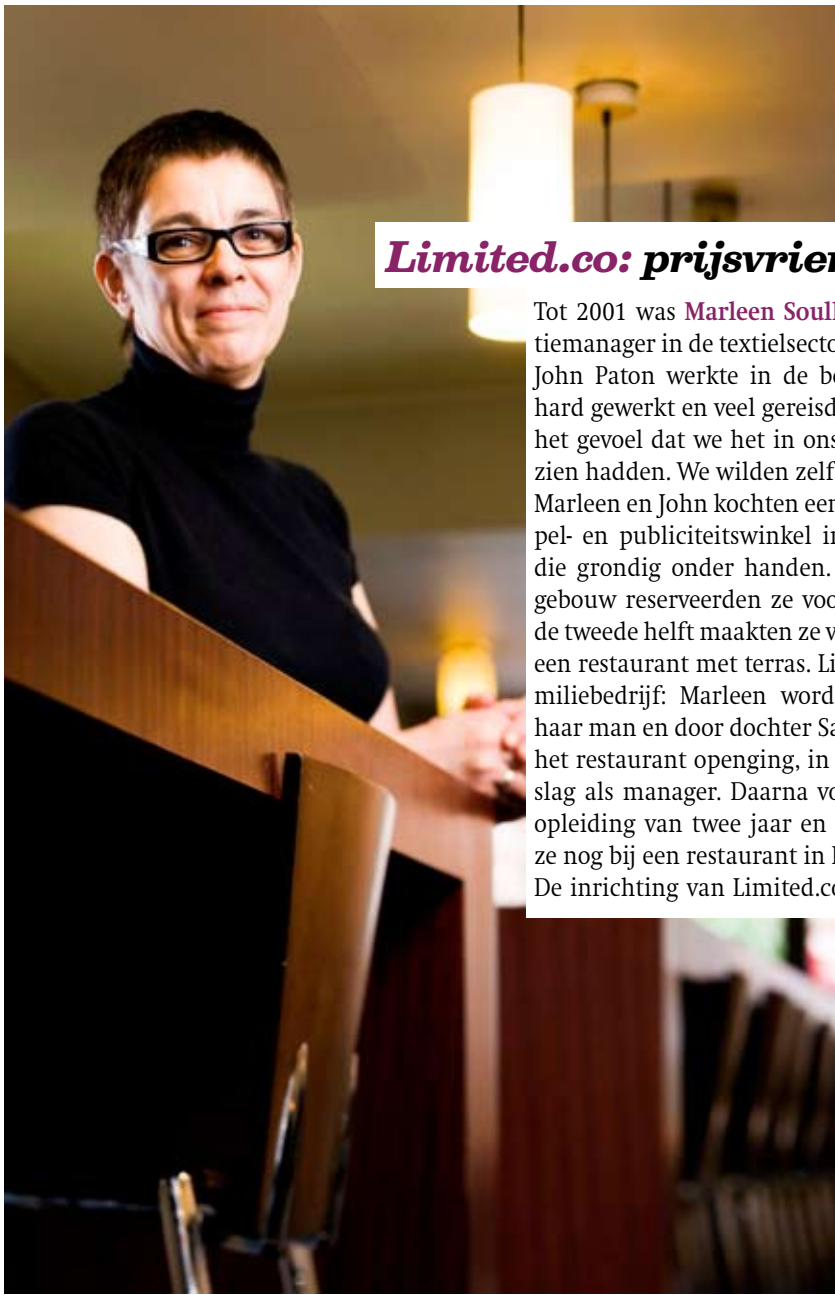 Limited.co: prijsvrien
Tot 2001 was Marleen Soull
tiemanager in de textielsecto
John Paton werkte in de bo
hard gewerkt en veel gereisd
het gevoel dat we het in ons
zien hadden. We wilden zelf
Marleen en John kochten een
pel- en publiciteitswinkel in
die grondig onder handen.
gebouw reserveerden ze voo
de tweede helft maakten ze v
een restaurant met terras. Li
miliebedrijf: Marleen word
haar man en door dochter Sa
het restaurant openging, in
slag als manager. Daarna vo
opleiding van twee jaar en
ze nog bij een restaurant in
De inrichting van Limited.co